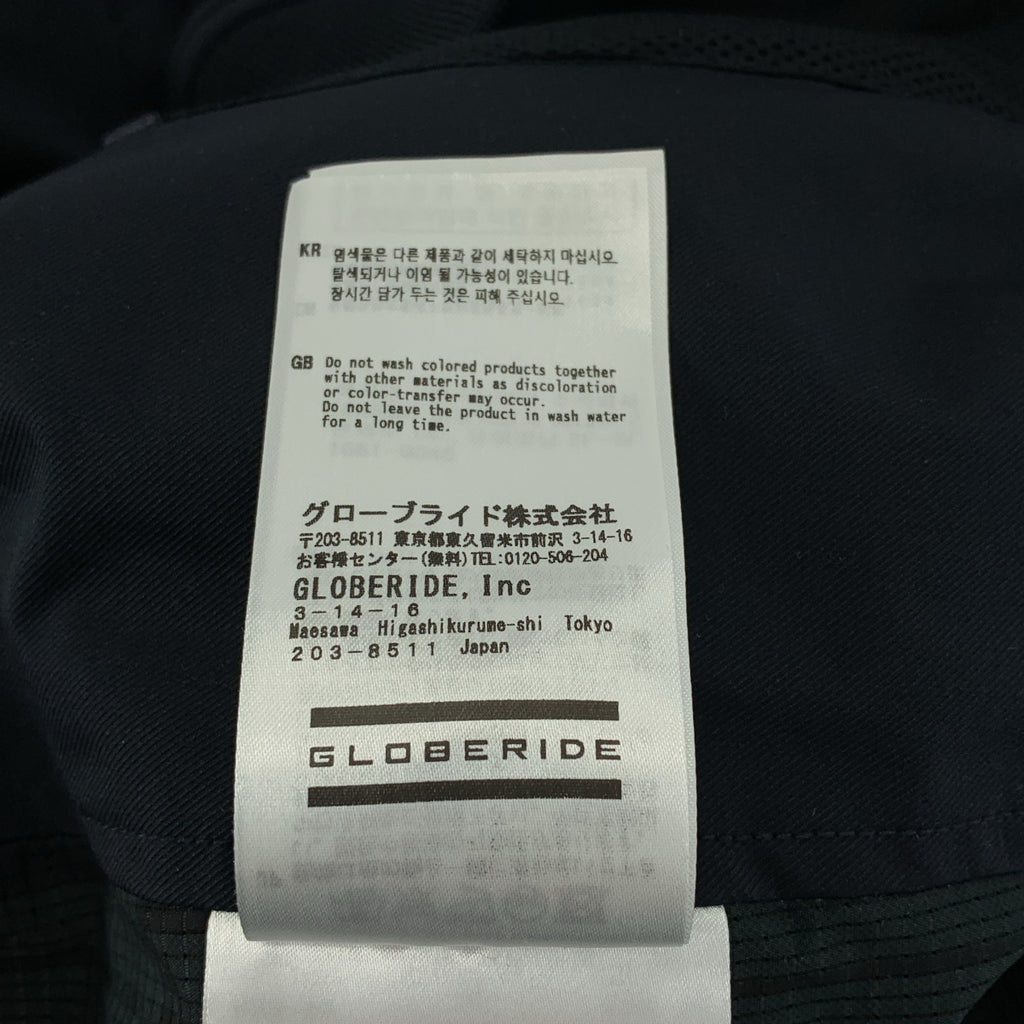 KR 염색물은 다른 제품과 같이 세탁하지 마십시오
탈색되거나 이염 될 가능성이 있습니다.
장시간 담가 두는 것은 피해 주십시오.
GB Do not wash colored products together
with other materials as discoloration
or color-transfer may occur.
Do not leave the product in wash water
for a long time.
グローブライド株式会社
〒203-8511 東京都東久留米市前沢 3-14-16
お客様センター(無料)TEL:0120-506-204
GLOBERIDE, Inc
3-14-16
Maesawa Higashikurume-shi Tokyo
203-8511 Japan
GLOBERIDE